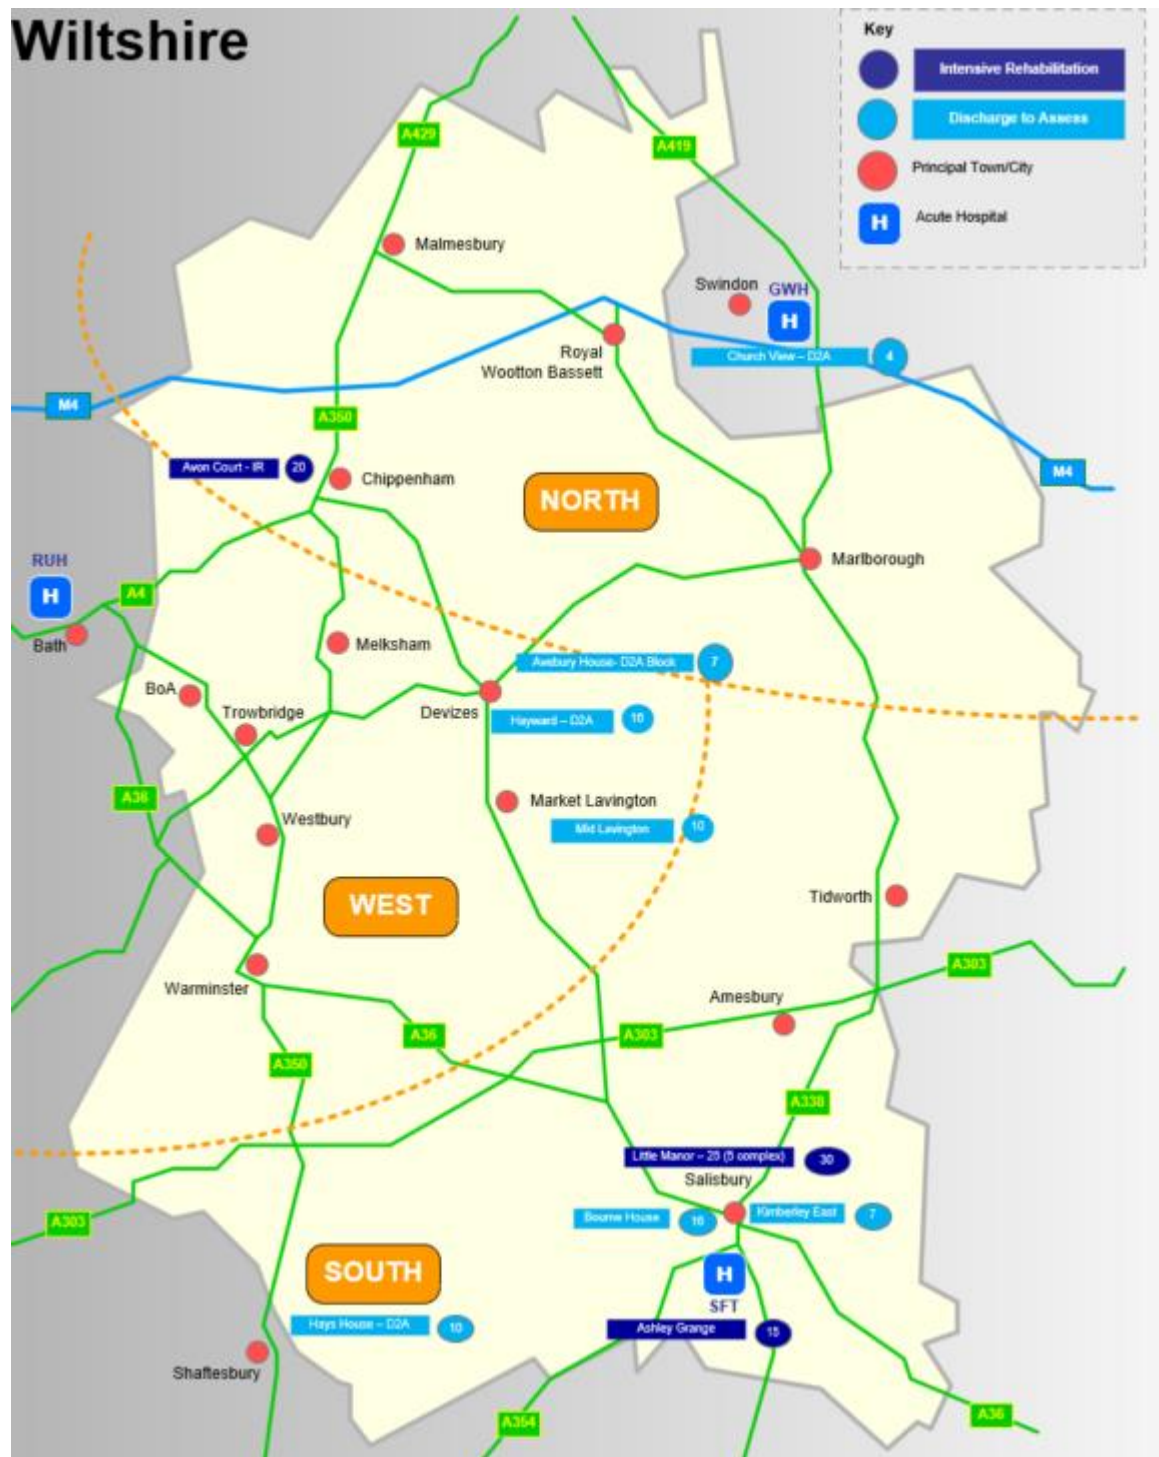 Wiltshire
Key
Intensive Rehabilitation
Discharge to Assess
Principal Town/City
H
Acute Hospital
A429
A419
Malmesbury
Swindon
GWH
H
Royal
Wootton Bassett
Church View – D2A
4
M4
A350
Avon Court - IR
20
Chippenham
NORTH
M4
RUH
H
A4
Bath
Marlborough
Melksham
Avebury House- D2A Block
7
BoA
Trowbridge
Devizes
Hayward – D2A
10
A36
Westbury
Market Lavington
Mid Lavington
10
WEST
Tidworth
Warminster
A303
Amesbury
A36
A303
A350
A338
Little Manor – 25 (5 complex)
30
Salisbury
A303
Bourne House
16
Kimberley East
7
SOUTH
H
SFT
Hays House – D2A
10
Ashley Grange
15
Shaftesbury
A354
A36